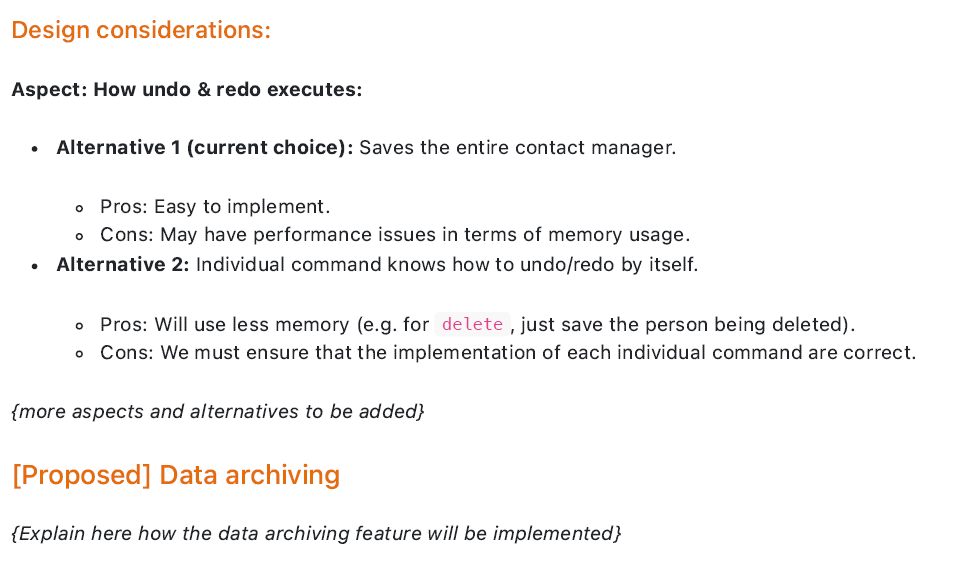 Design considerations:
Aspect: How undo & redo executes:
• Alternative 1 (current choice): Saves the entire contact manager.
◦ Pros: Easy to implement.
◦ Cons: May have performance issues in terms of memory usage.
• Alternative 2: Individual command knows how to undo/redo by itself.
◦ Pros: Will use less memory (e.g. for delete, just save the person being deleted).
◦ Cons: We must ensure that the implementation of each individual command are correct.
{more aspects and alternatives to be added}
[Proposed] Data archiving
{Explain here how the data archiving feature will be implemented}